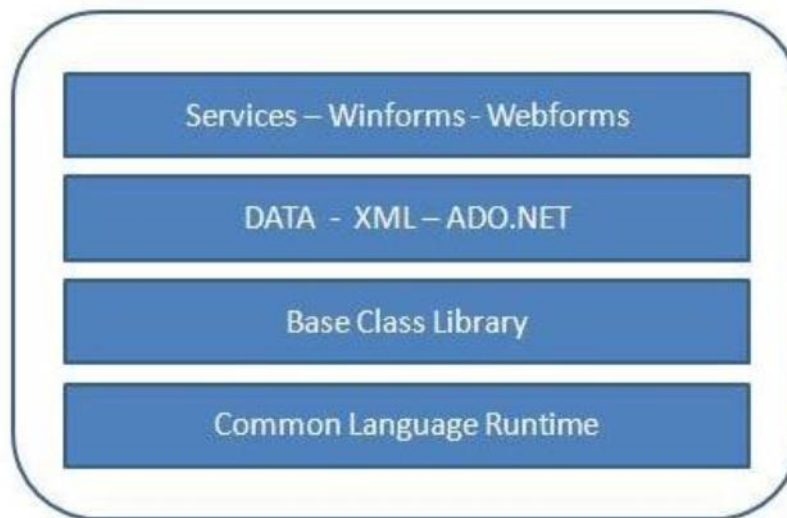 Services – Winforms - Webforms
DATA - XML – ADO.NET
Base Class Library
Common Language Runtime